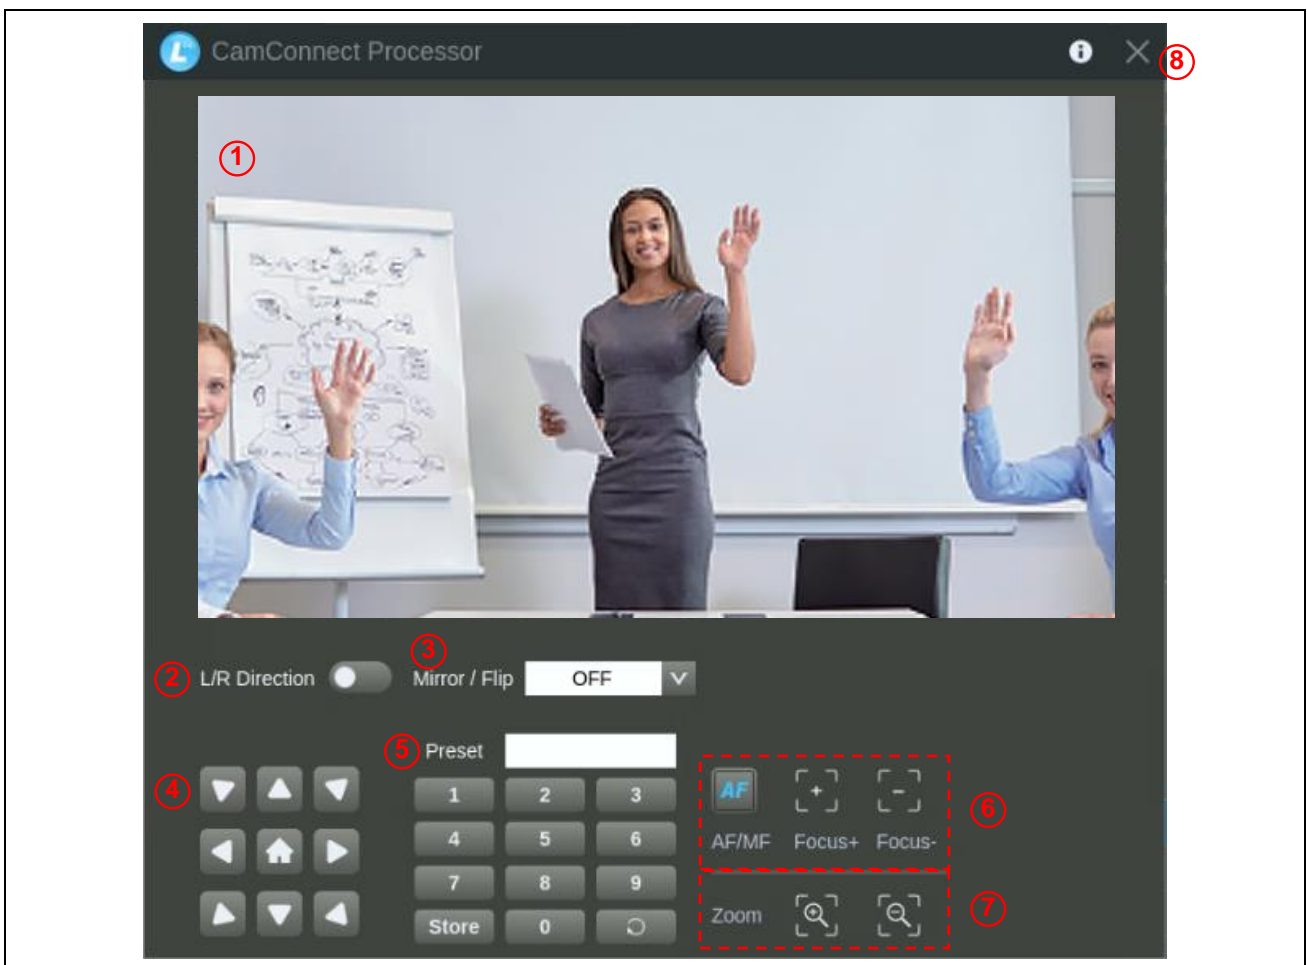 L CamConnect Processor
8
1
3
2 L/R Direction Mirror / Flip OFF
5 Preset
4
1 2 3
4 5 6
7 8 9
Store 0
AF
AF/MF Focus+ Focus-
6
Zoom
7